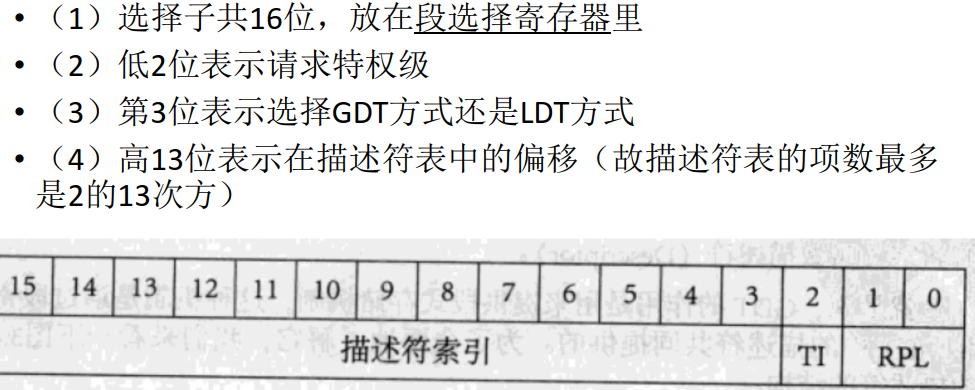 • （1）选择子共16位，放在段选择寄存器里
• （2）低2位表示请求特权级
• （3）第3位表示选择GDT方式还是LDT方式
• （4）高13位表示在描述符表中的偏移（故描述符表的项数最多
是2的13次方）
15 14 13 12 11 10 9 8 7 6 5 4 3 2 1 0
描述符索引 TI RPL